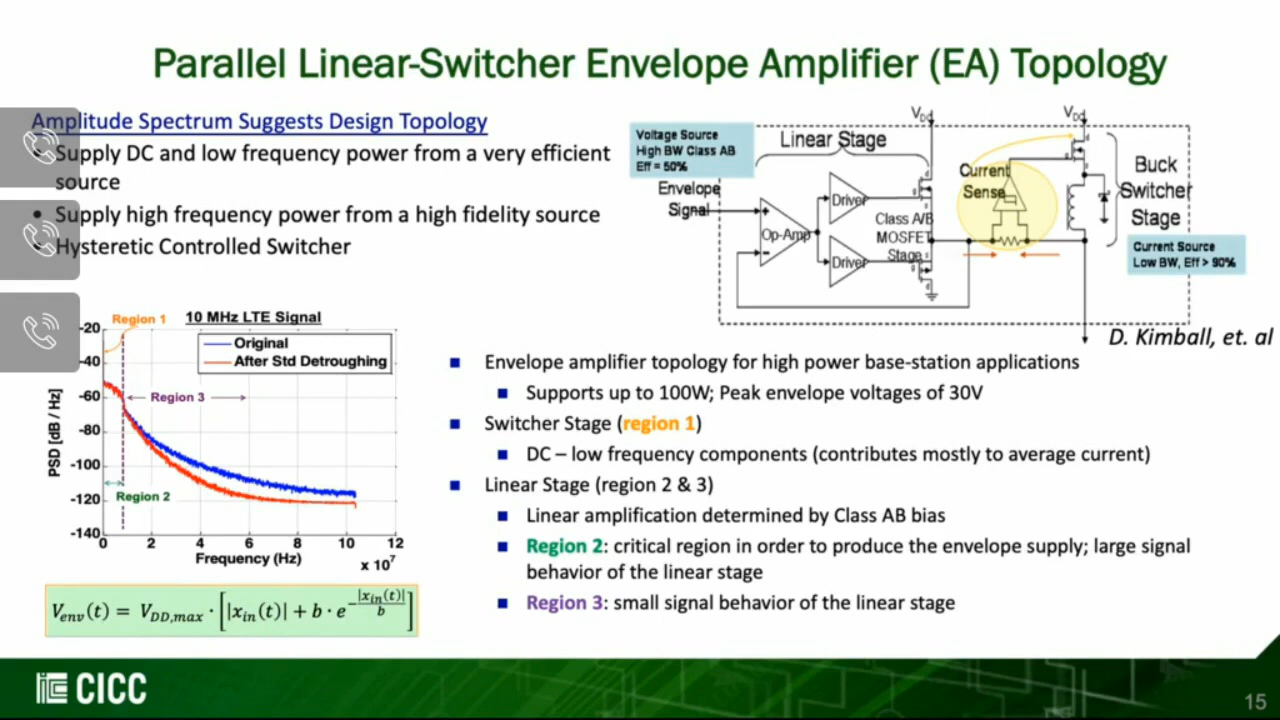 Parallel Linear-Switcher Envelope Amplifier (EA) Topology
Amplitude Spectrum Suggests Design Topology
Supply DC and low frequency power from a very efficient
source
• Supply high frequency power from a high fidelity source
Hysteretic Controlled Switcher
Voltage Source
High BW Class AB
Eff = 50%
Linear Stage
V_DC
V_DC
Envelope
Signal
Op-Amp
+
-
Driver
Driver
Class A/B
MOSFET
Stage
Current
Sense
Buck
Switcher
Stage
Current Source
Low BW, Eff > 90%
D. Kimball, et. al
10 MHz LTE Signal
Region 1
Original
After Std Detroughing
Region 3
Region 2
PSD [dB / Hz]
-20
-40
-60
-80
-100
-120
-140
0 2 4 6 8 10 12
Frequency (Hz)
x 10^7
V_env(t) = V_DD,max · [|x_in(t)| + b · e^(-|x_in(t)|/b)]
■ Envelope amplifier topology for high power base-station applications
■ Supports up to 100W; Peak envelope voltages of 30V
■ Switcher Stage (region 1)
■ DC – low frequency components (contributes mostly to average current)
■ Linear Stage (region 2 & 3)
■ Linear amplification determined by Class AB bias
■ Region 2: critical region in order to produce the envelope supply; large signal
behavior of the linear stage
■ Region 3: small signal behavior of the linear stage
CICC
15